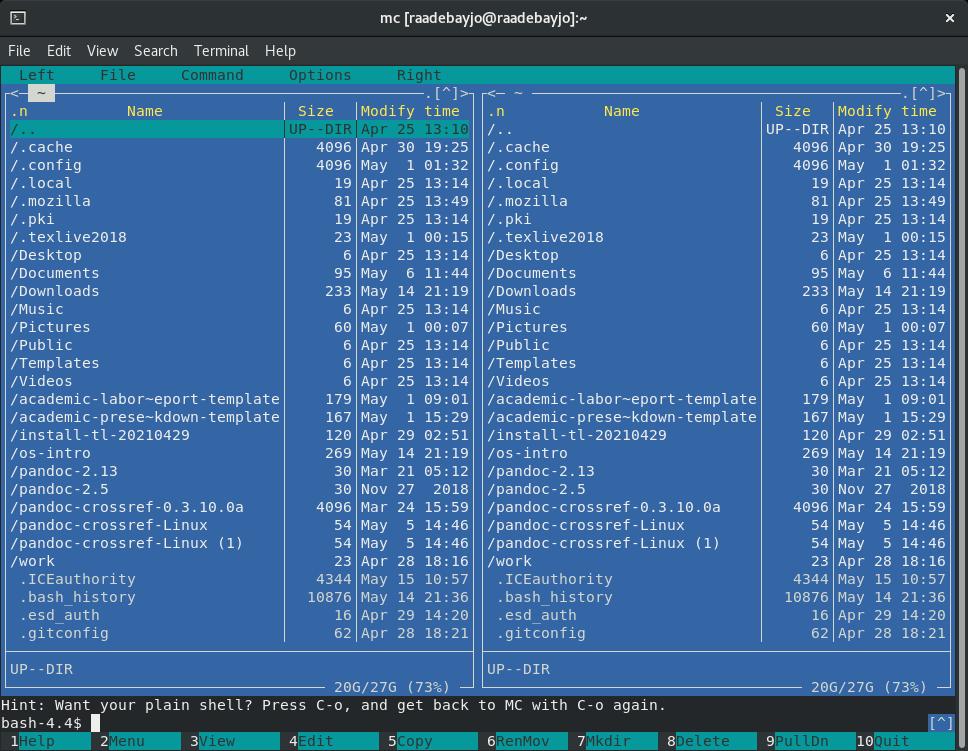 mc [raadebayjo@raadebayjo]:~
File Edit View Search Terminal Help
Left File Command Options Right
<─ ~ ─.[^]> <─ ~ ─.[^]>
.n Name Size Modify time .n Name Size Modify time
/.. UP--DIR Apr 25 13:10 /.. UP--DIR Apr 25 13:10
/.cache 4096 Apr 30 19:25 /.cache 4096 Apr 30 19:25
/.config 4096 May 1 01:32 /.config 4096 May 1 01:32
/.local 19 Apr 25 13:14 /.local 19 Apr 25 13:14
/.mozilla 81 Apr 25 13:49 /.mozilla 81 Apr 25 13:49
/.pki 19 Apr 25 13:14 /.pki 19 Apr 25 13:14
/.texlive2018 23 May 1 00:15 /.texlive2018 23 May 1 00:15
/Desktop 6 Apr 25 13:14 /Desktop 6 Apr 25 13:14
/Documents 95 May 6 11:44 /Documents 95 May 6 11:44
/Downloads 233 May 14 21:19 /Downloads 233 May 14 21:19
/Music 6 Apr 25 13:14 /Music 6 Apr 25 13:14
/Pictures 60 May 1 00:07 /Pictures 60 May 1 00:07
/Public 6 Apr 25 13:14 /Public 6 Apr 25 13:14
/Templates 6 Apr 25 13:14 /Templates 6 Apr 25 13:14
/Videos 6 Apr 25 13:14 /Videos 6 Apr 25 13:14
/academic-labor~eport-template 179 May 1 09:01 /academic-labor~eport-template 179 May 1 09:01
/academic-prese~kdown-template 167 May 1 15:29 /academic-prese~kdown-template 167 May 1 15:29
/install-tl-20210429 120 Apr 29 02:51 /install-tl-20210429 120 Apr 29 02:51
/os-intro 269 May 14 21:19 /os-intro 269 May 14 21:19
/pandoc-2.13 30 Mar 21 05:12 /pandoc-2.13 30 Mar 21 05:12
/pandoc-2.5 30 Nov 27 2018 /pandoc-2.5 30 Nov 27 2018
/pandoc-crossref-0.3.10.0a 4096 Mar 24 15:59 /pandoc-crossref-0.3.10.0a 4096 Mar 24 15:59
/pandoc-crossref-Linux 54 May 5 14:46 /pandoc-crossref-Linux 54 May 5 14:46
/pandoc-crossref-Linux (1) 54 May 5 14:46 /pandoc-crossref-Linux (1) 54 May 5 14:46
/work 23 Apr 28 18:16 /work 23 Apr 28 18:16
.ICEauthority 4344 May 15 10:57 .ICEauthority 4344 May 15 10:57
.bash_history 10876 May 14 21:36 .bash_history 10876 May 14 21:36
.esd_auth 16 Apr 29 14:20 .esd_auth 16 Apr 29 14:20
.gitconfig 62 Apr 28 18:21 .gitconfig 62 Apr 28 18:21
UP--DIR UP--DIR
20G/27G (73%) 20G/27G (73%)
Hint: Want your plain shell? Press C-o, and get back to MC with C-o again.
bash-4.4$ [^]
1Help 2Menu 3View 4Edit 5Copy 6RenMov 7Mkdir 8Delete 9PullDn 10Quit